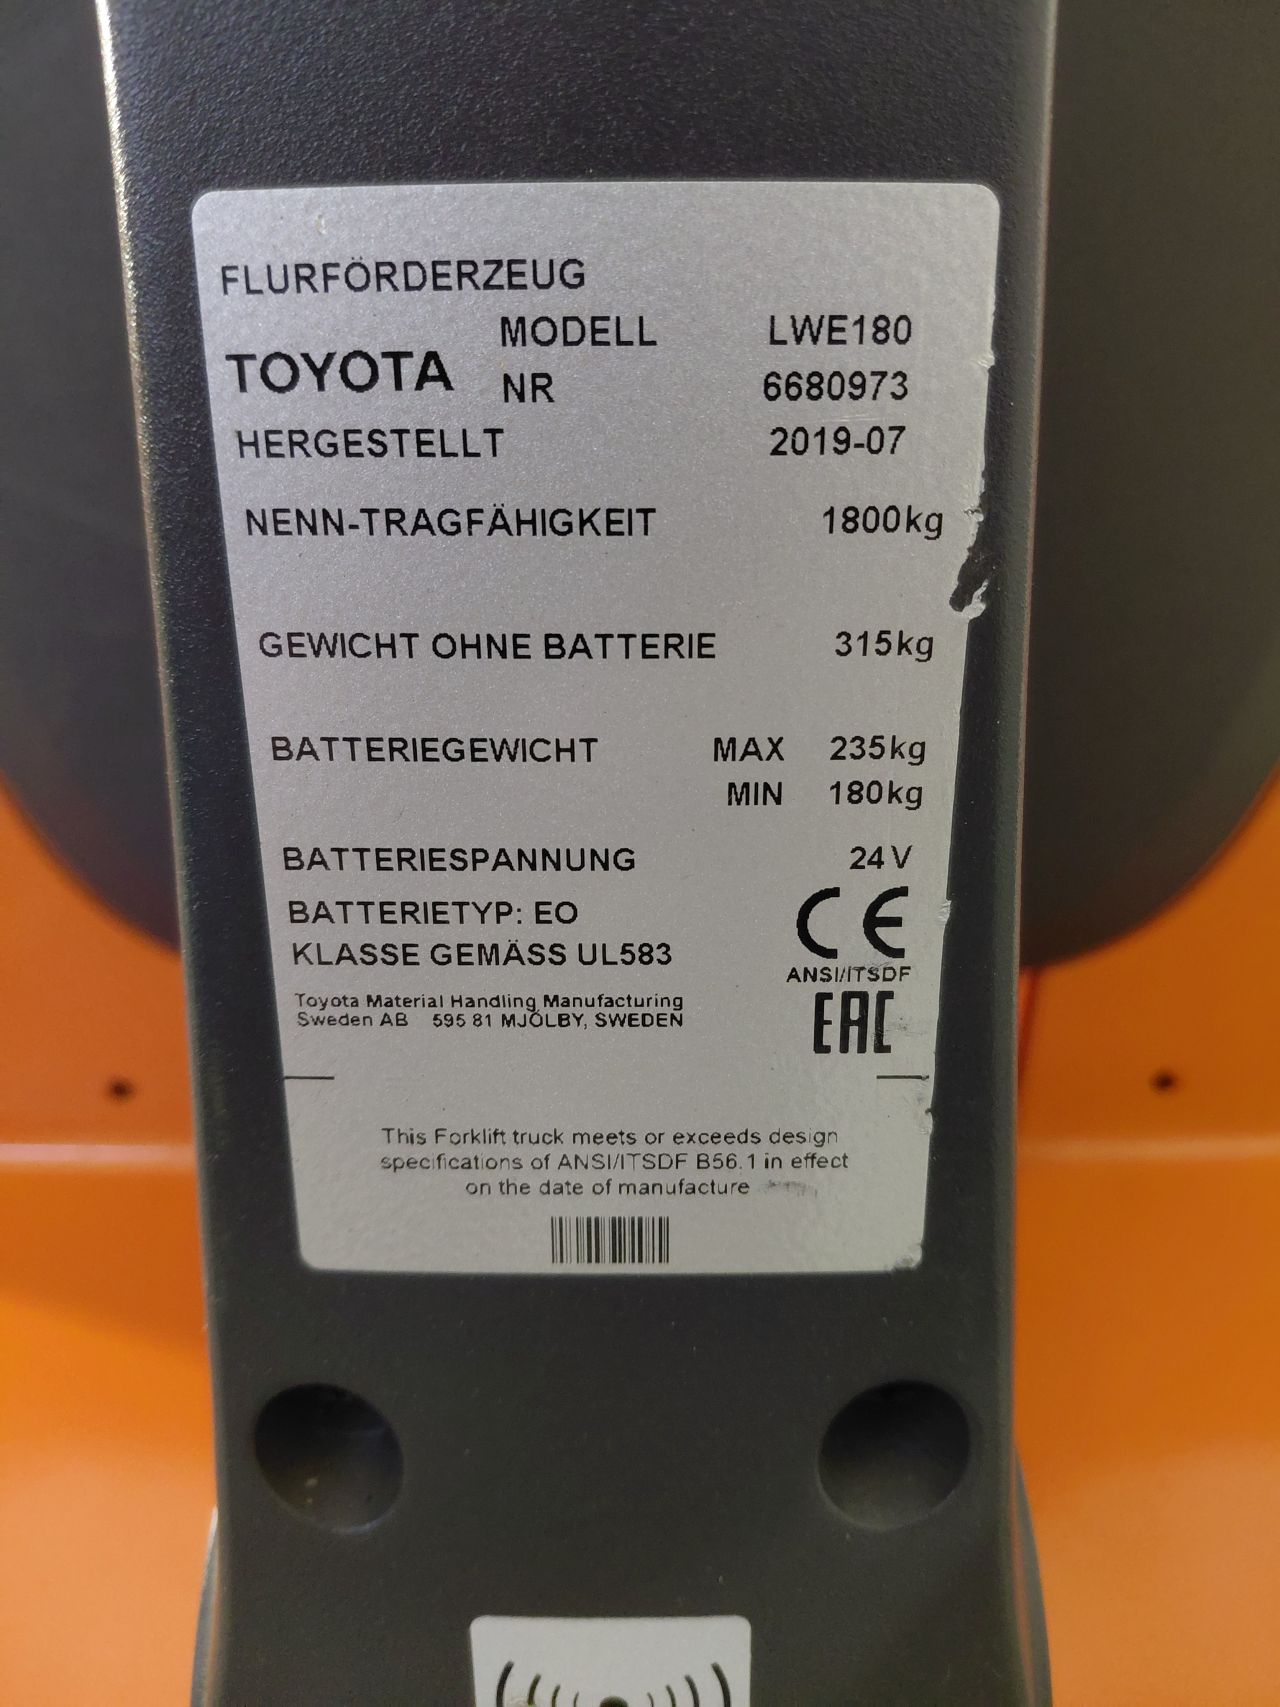 FLURFÖRDERZEUG
MODELL LWE180
TOYOTA
NR 6680973
HERGESTELLT 2019-07
NENN-TRAGFÄHIGKEIT 1800kg
GEWICHT OHNE BATTERIE 315kg
BATTERIEGEWICHT MAX 235kg
MIN 180kg
BATTERIESPANNUNG 24V
BATTERIETYP: EO
KLASSE GEMÄSS UL583
CE
ANSI/ITSDF
EAC
Toyota Material Handling Manufacturing
Sweden AB 595 81 MJÖLBY, SWEDEN
This Forklift truck meets or exceeds design
specifications of ANSI/ITSDF B56.1 in effect
on the date of manufacture